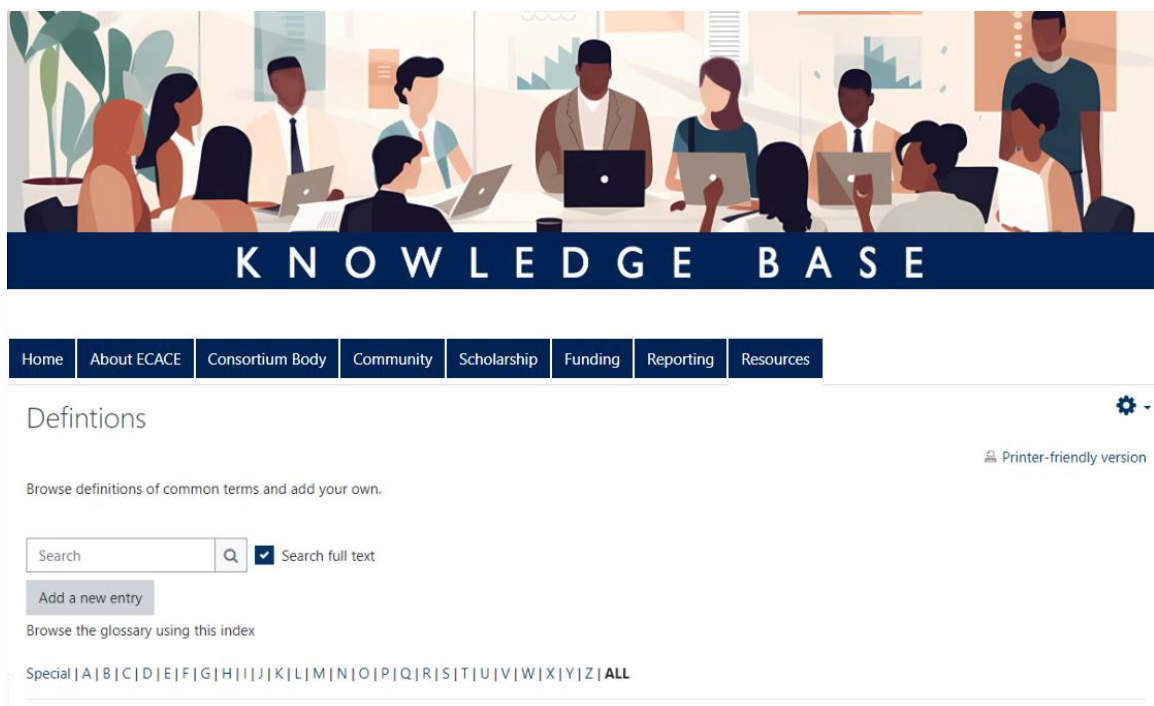 KNOWLEDGE BASE
Home About ECACE Consortium Body Community Scholarship Funding Reporting Resources
Defintions
Printer-friendly version
Browse definitions of common terms and add your own.
Search Search full text
Add a new entry
Browse the glossary using this index
Special | A | B | C | D | E | F | G | H | I | J | K | L | M | N | O | P | Q | R | S | T | U | V | W | X | Y | Z | ALL